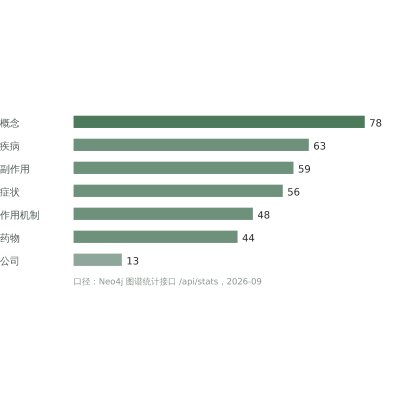 概念 78
疾病 63
副作用 59
症状 56
作用机制 48
药物 44
公司 13
口径：Neo4j 图谱统计接口 /api/stats，2026-09